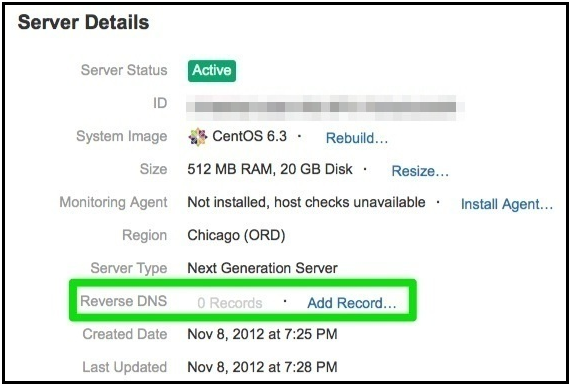 Server Details
Server Status Active
ID
System Image CentOS 6.3 · Rebuild...
Size 512 MB RAM, 20 GB Disk · Resize...
Monitoring Agent Not installed, host checks unavailable · Install Agent...
Region Chicago (ORD)
Server Type Next Generation Server
Reverse DNS 0 Records · Add Record...
Created Date Nov 8, 2012 at 7:25 PM
Last Updated Nov 8, 2012 at 7:28 PM